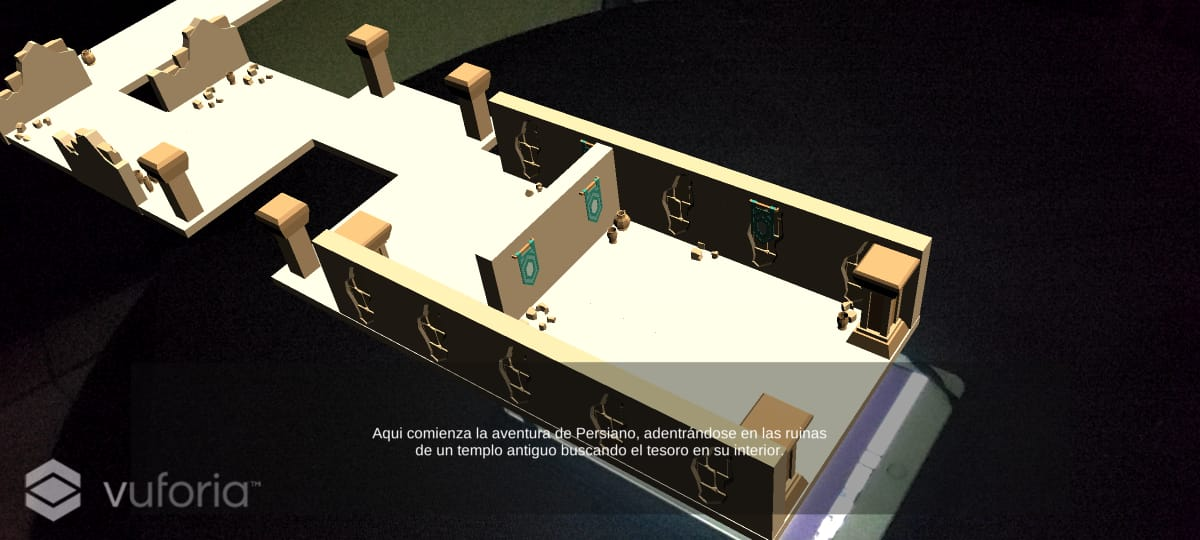 Aqui comienza la aventura de Persiano, adentrándose en las ruinas
de un templo antiguo buscando el tesoro en su interior.
vuforia™